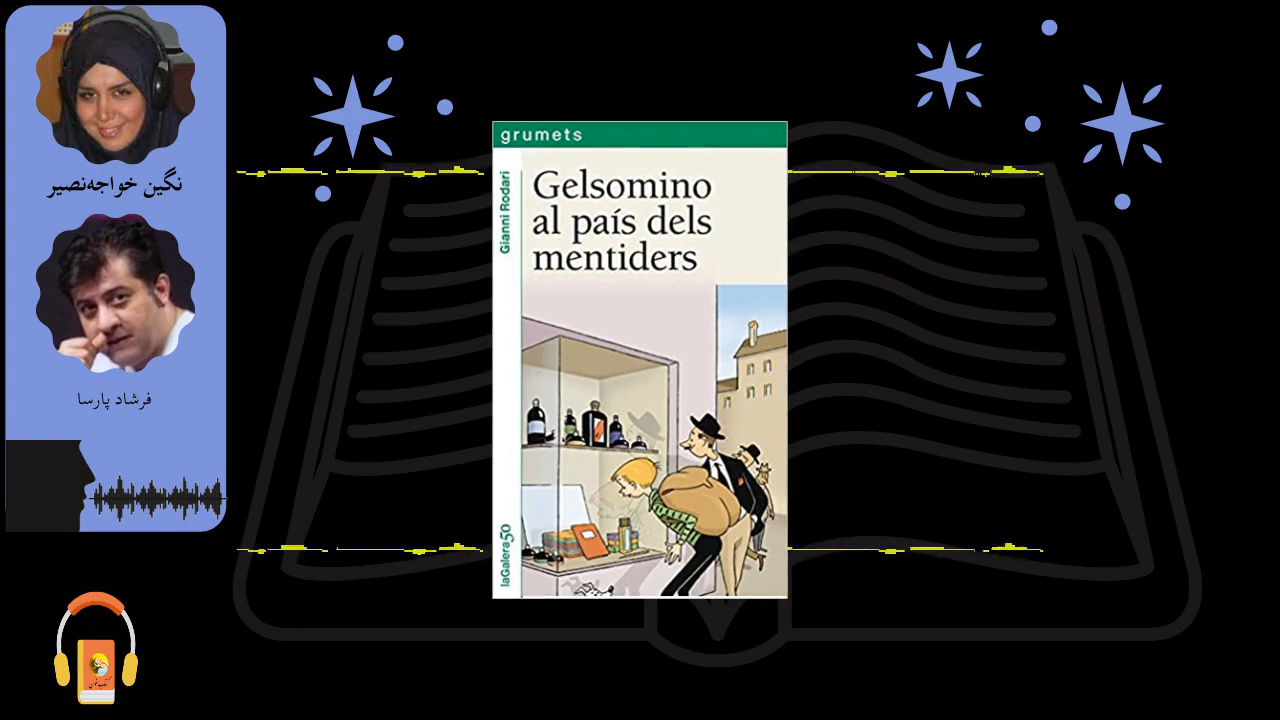 نگین خواجه‌نصیر
فرشاد پارسا
grumets
Gianni Rodari
Gelsomino
al país dels
mentiders
laGalera50